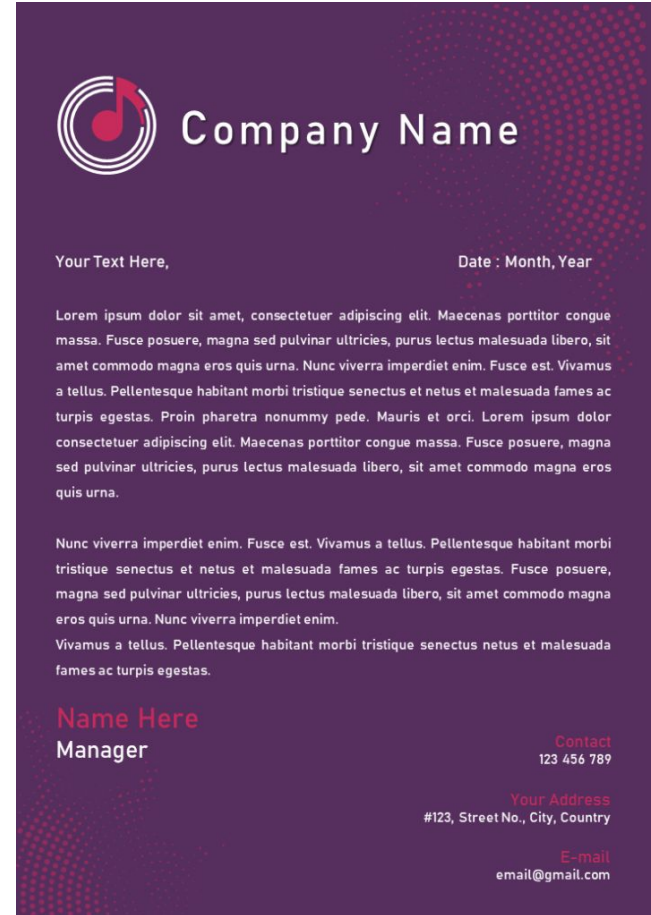 Company Name
Your Text Here,
Date : Month, Year
Lorem ipsum dolor sit amet, consectetuer adipiscing elit. Maecenas porttitor congue
massa. Fusce posuere, magna sed pulvinar ultricies, purus lectus malesuada libero, sit
amet commodo magna eros quis urna. Nunc viverra imperdiet enim. Fusce est. Vivamus
a tellus. Pellentesque habitant morbi tristique senectus et netus et malesuada fames ac
turpis egestas. Proin pharetra nonummy pede. Mauris et orci. Lorem ipsum dolor
consectetuer adipiscing elit. Maecenas porttitor congue massa. Fusce posuere, magna
sed pulvinar ultricies, purus lectus malesuada libero, sit amet commodo magna eros
quis urna.
Nunc viverra imperdiet enim. Fusce est. Vivamus a tellus. Pellentesque habitant morbi
tristique senectus et netus et malesuada fames ac turpis egestas. Fusce posuere,
magna sed pulvinar ultricies, purus lectus malesuada libero, sit amet commodo magna
eros quis urna. Nunc viverra imperdiet enim.
Vivamus a tellus. Pellentesque habitant morbi tristique senectus netus et malesuada
fames ac turpis egestas.
Name Here
Manager
Contact
123 456 789
Your Address
#123, Street No., City, Country
E-mail
email@gmail.com